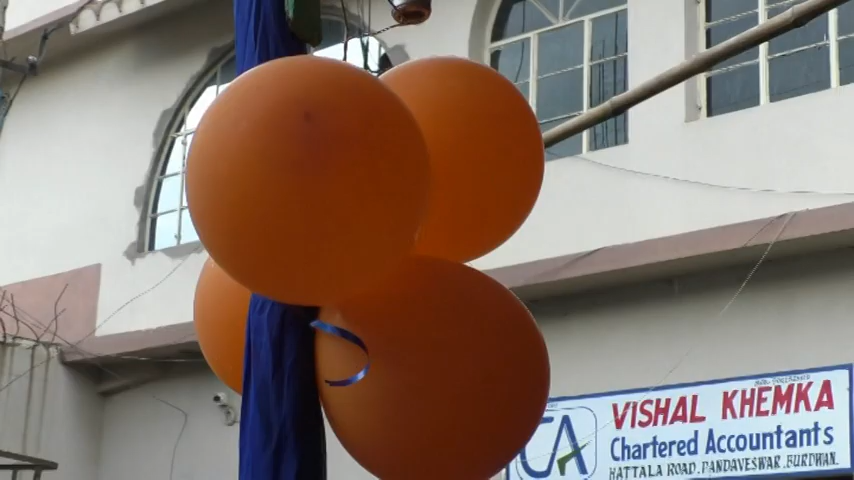 CA
VISHAL KHEMKA
Chartered Accountants
HATTALA ROAD, PANDAVESWAR, BURDWAN.